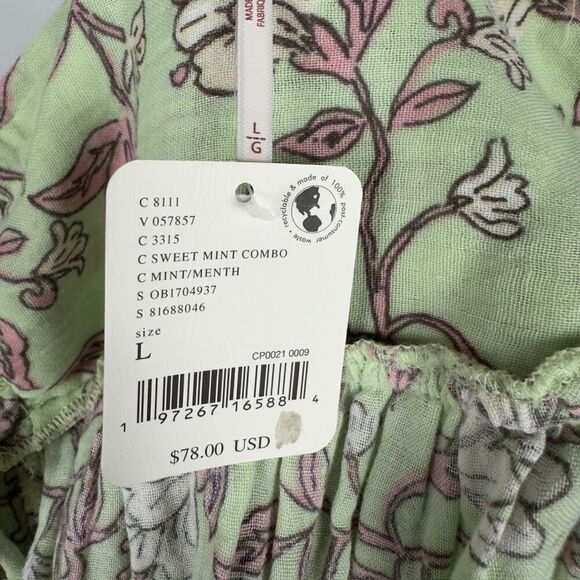 MADE
FABRIQ
L
G
recyclable & made of 100% post-consumer waste
C 8111
V 057857
C 3315
C SWEET MINT COMBO
C MINT/MENTH
S OB1704937
S 81688046
size
L
CP0021 0009
1 97267 16588 4
$78.00 USD